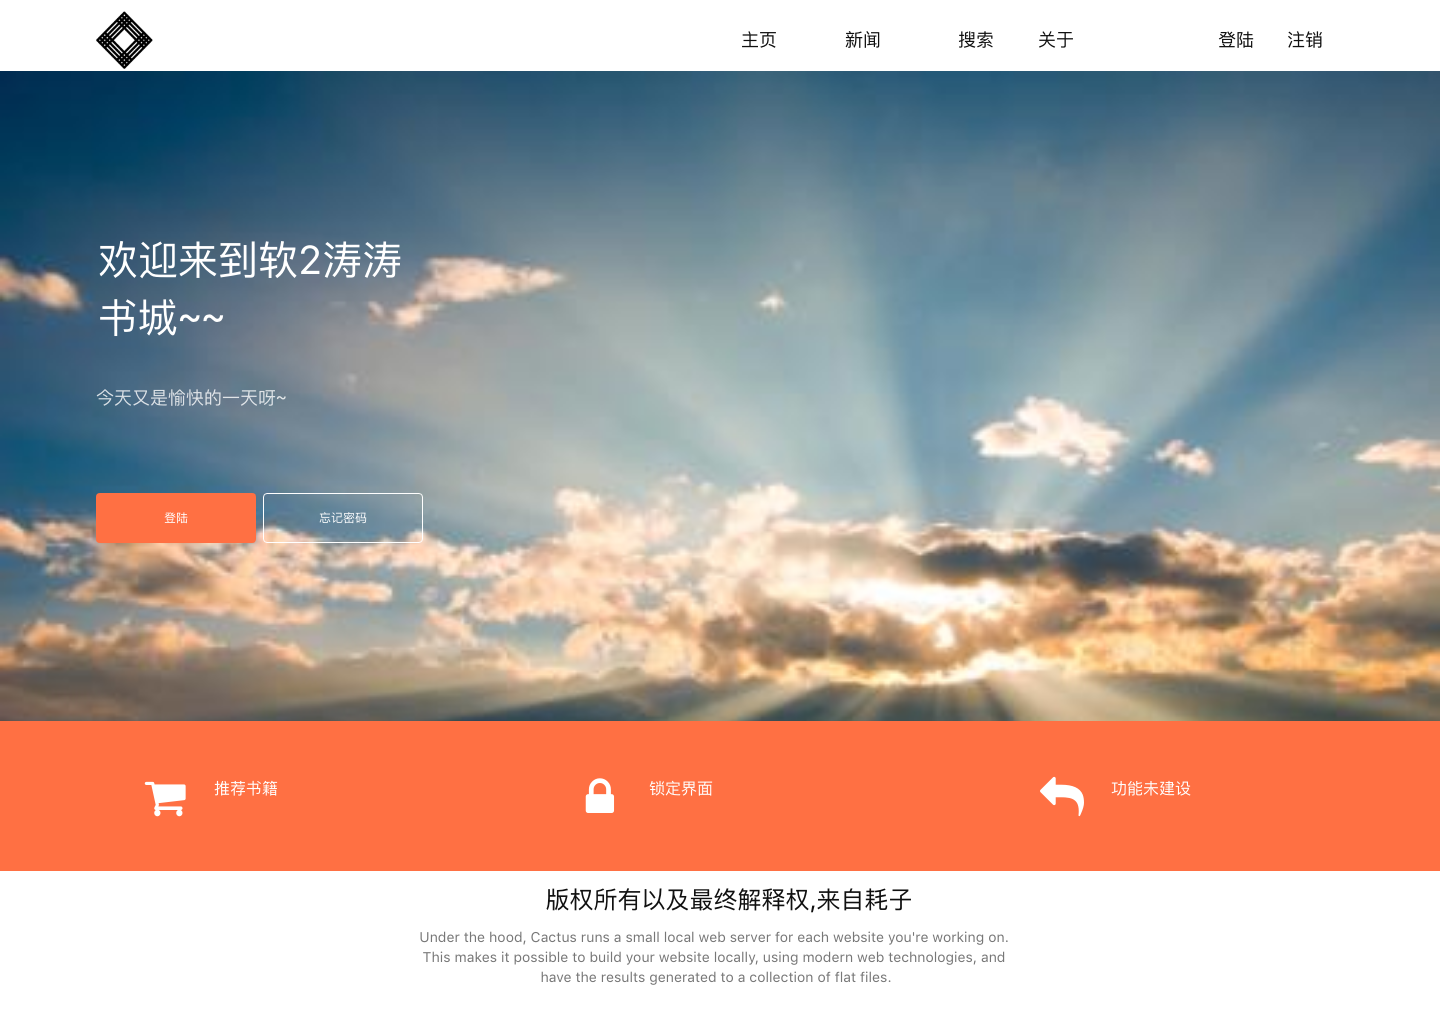 主页 新闻 搜索 关于 登陆 注销
欢迎来到软2涛涛
书城~~
今天又是愉快的一天呀~
登陆 忘记密码
推荐书籍 锁定界面 功能未建设
版权所有以及最终解释权,来自耗子
Under the hood, Cactus runs a small local web server for each website you're working on.
This makes it possible to build your website locally, using modern web technologies, and
have the results generated to a collection of flat files.